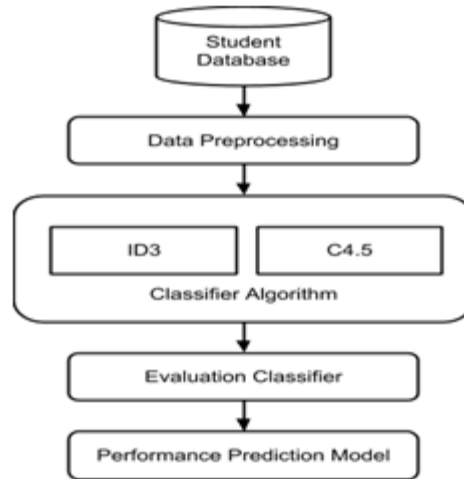 Student
Database
Data Preprocessing
ID3
C4.5
Classifier Algorithm
Evaluation Classifier
Performance Prediction Model